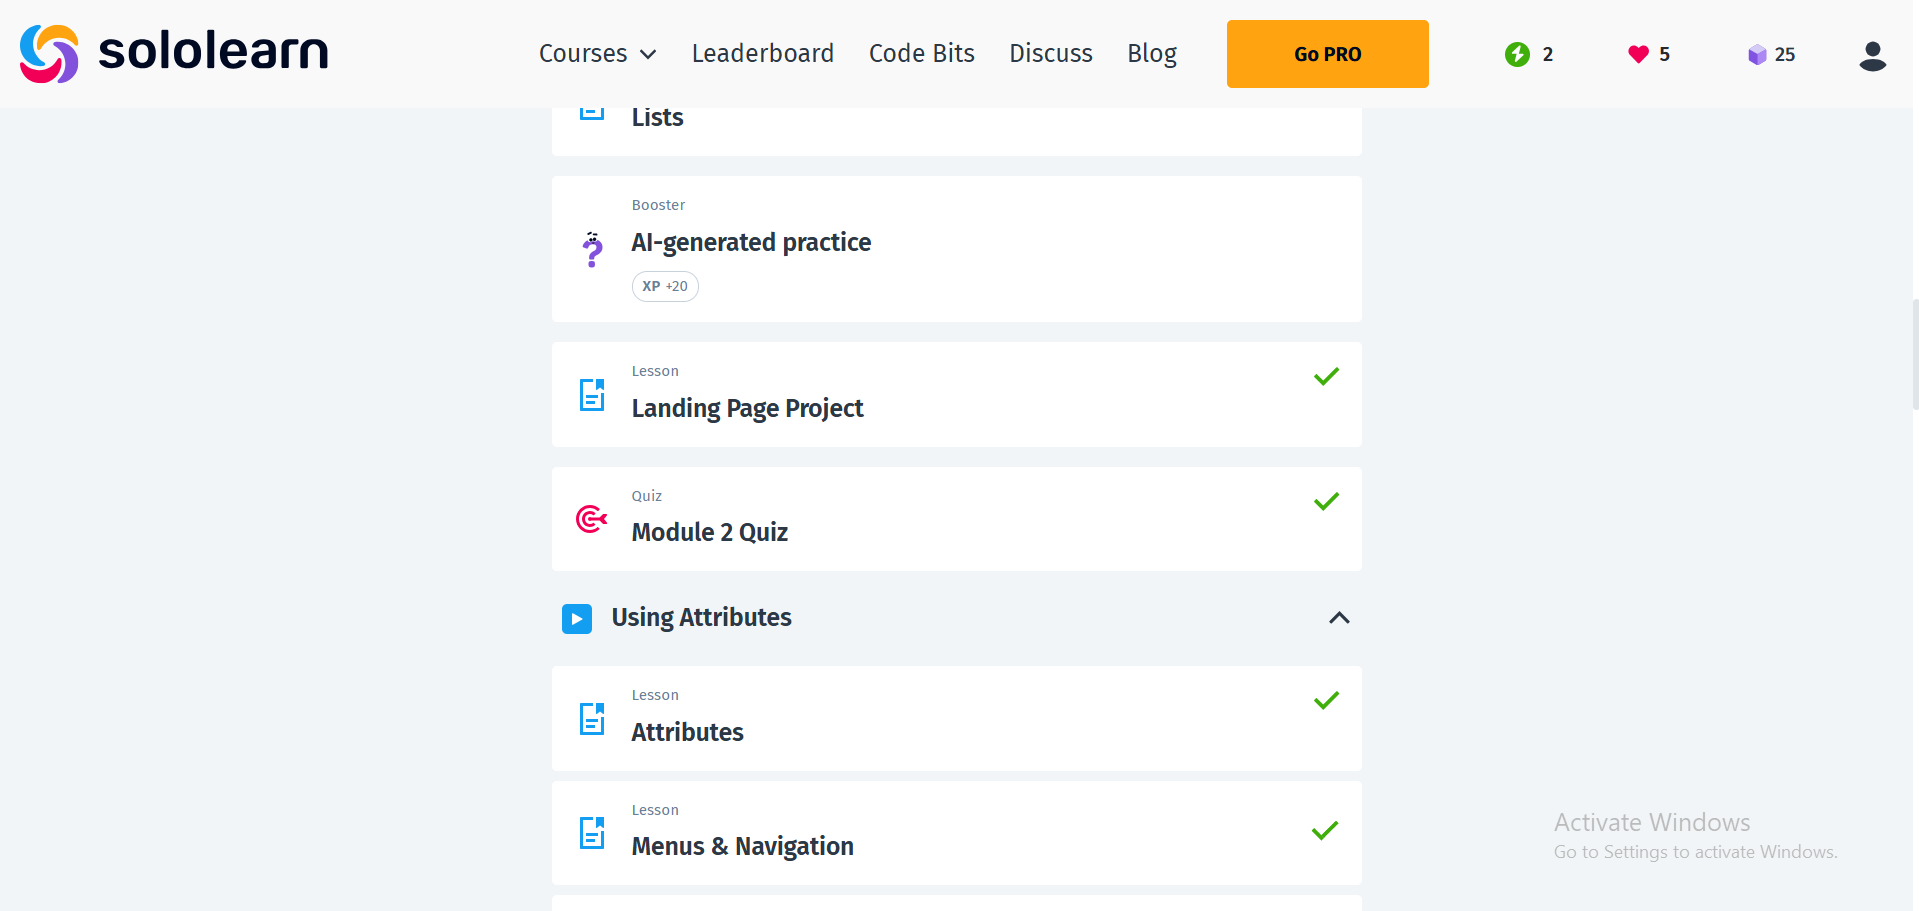 sololearn
Courses Leaderboard Code Bits Discuss Blog Go PRO 2 5 25
Lists
Booster
AI-generated practice
XP +20
Lesson
Landing Page Project
Quiz
Module 2 Quiz
Using Attributes
Lesson
Attributes
Lesson
Menus & Navigation
Activate Windows
Go to Settings to activate Windows.